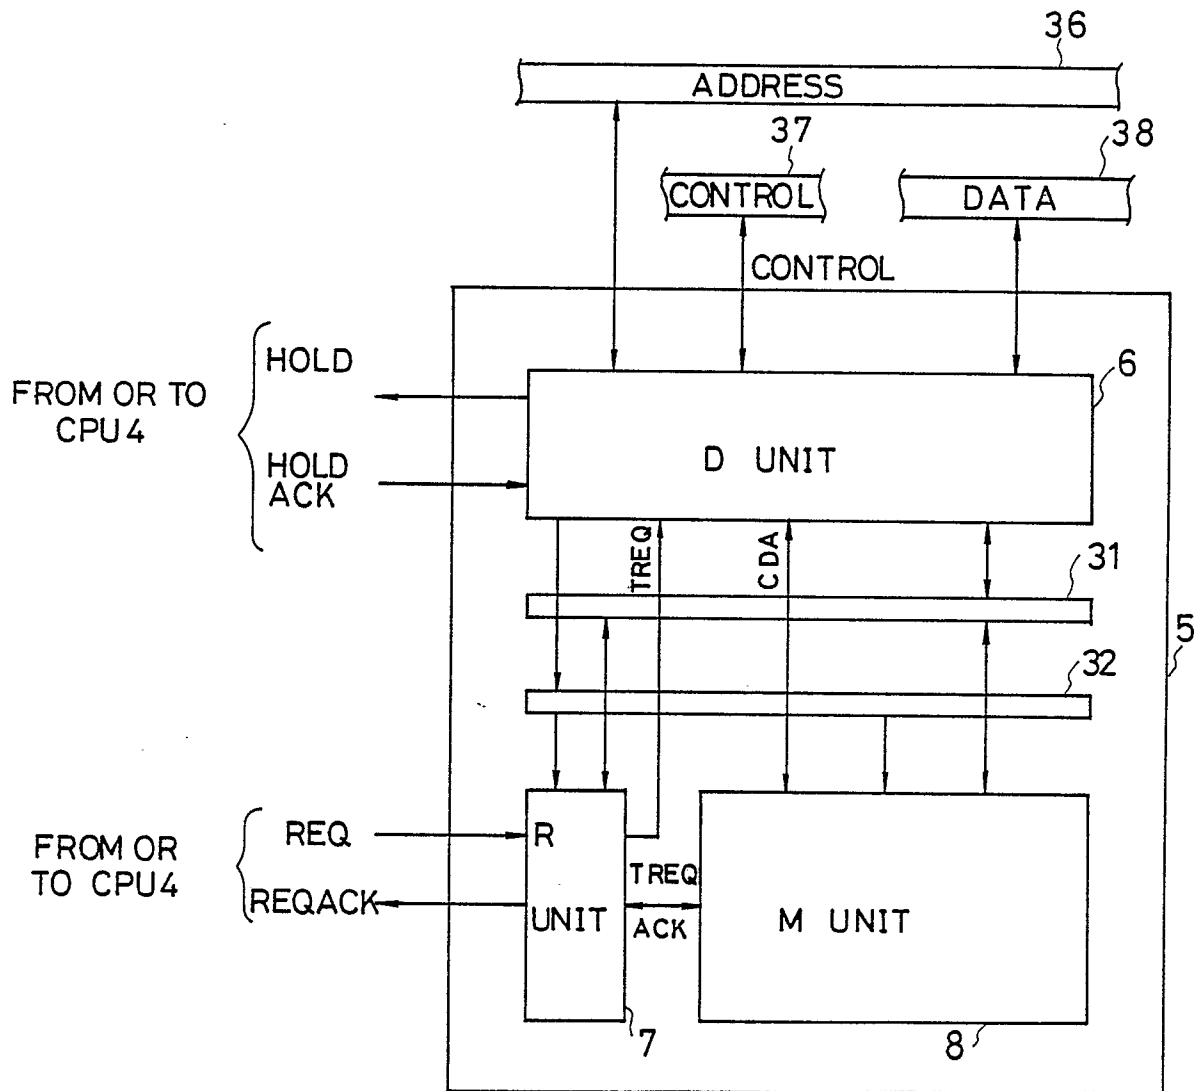 36
ADDRESS
37
38
CONTROL
DATA
CONTROL
HOLD
6
FROM OR TO
CPU4
HOLD
ACK
D UNIT
TREQ
CDA
31
5
32
REQ
R
FROM OR
TO CPU4
TREQ
REQACK
UNIT
ACK
M UNIT
7
8